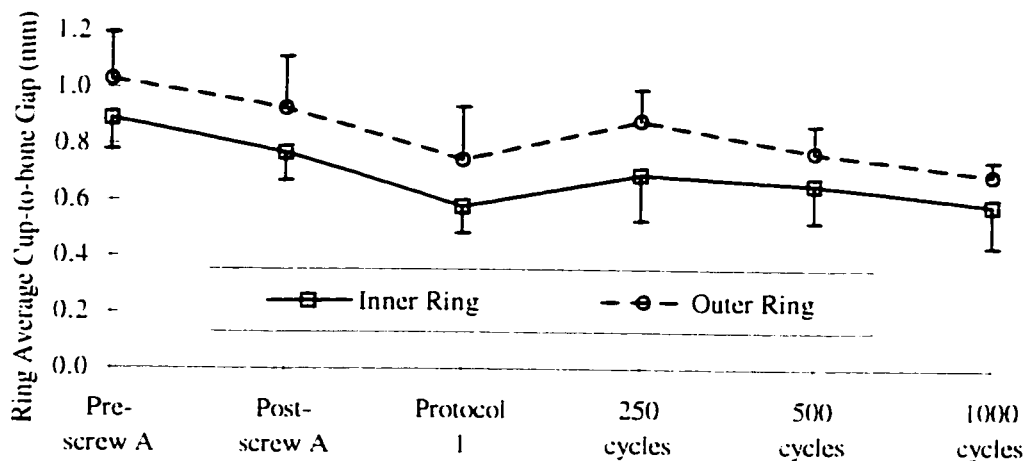 Ring Average Cup-to-bone Gap (mm)
1.2
1.0
0.8
0.6
0.4
0.2
0.0
Inner Ring
Outer Ring
Pre-
screw A
Post-
screw A
Protocol
1
250
cycles
500
cycles
1000
cycles